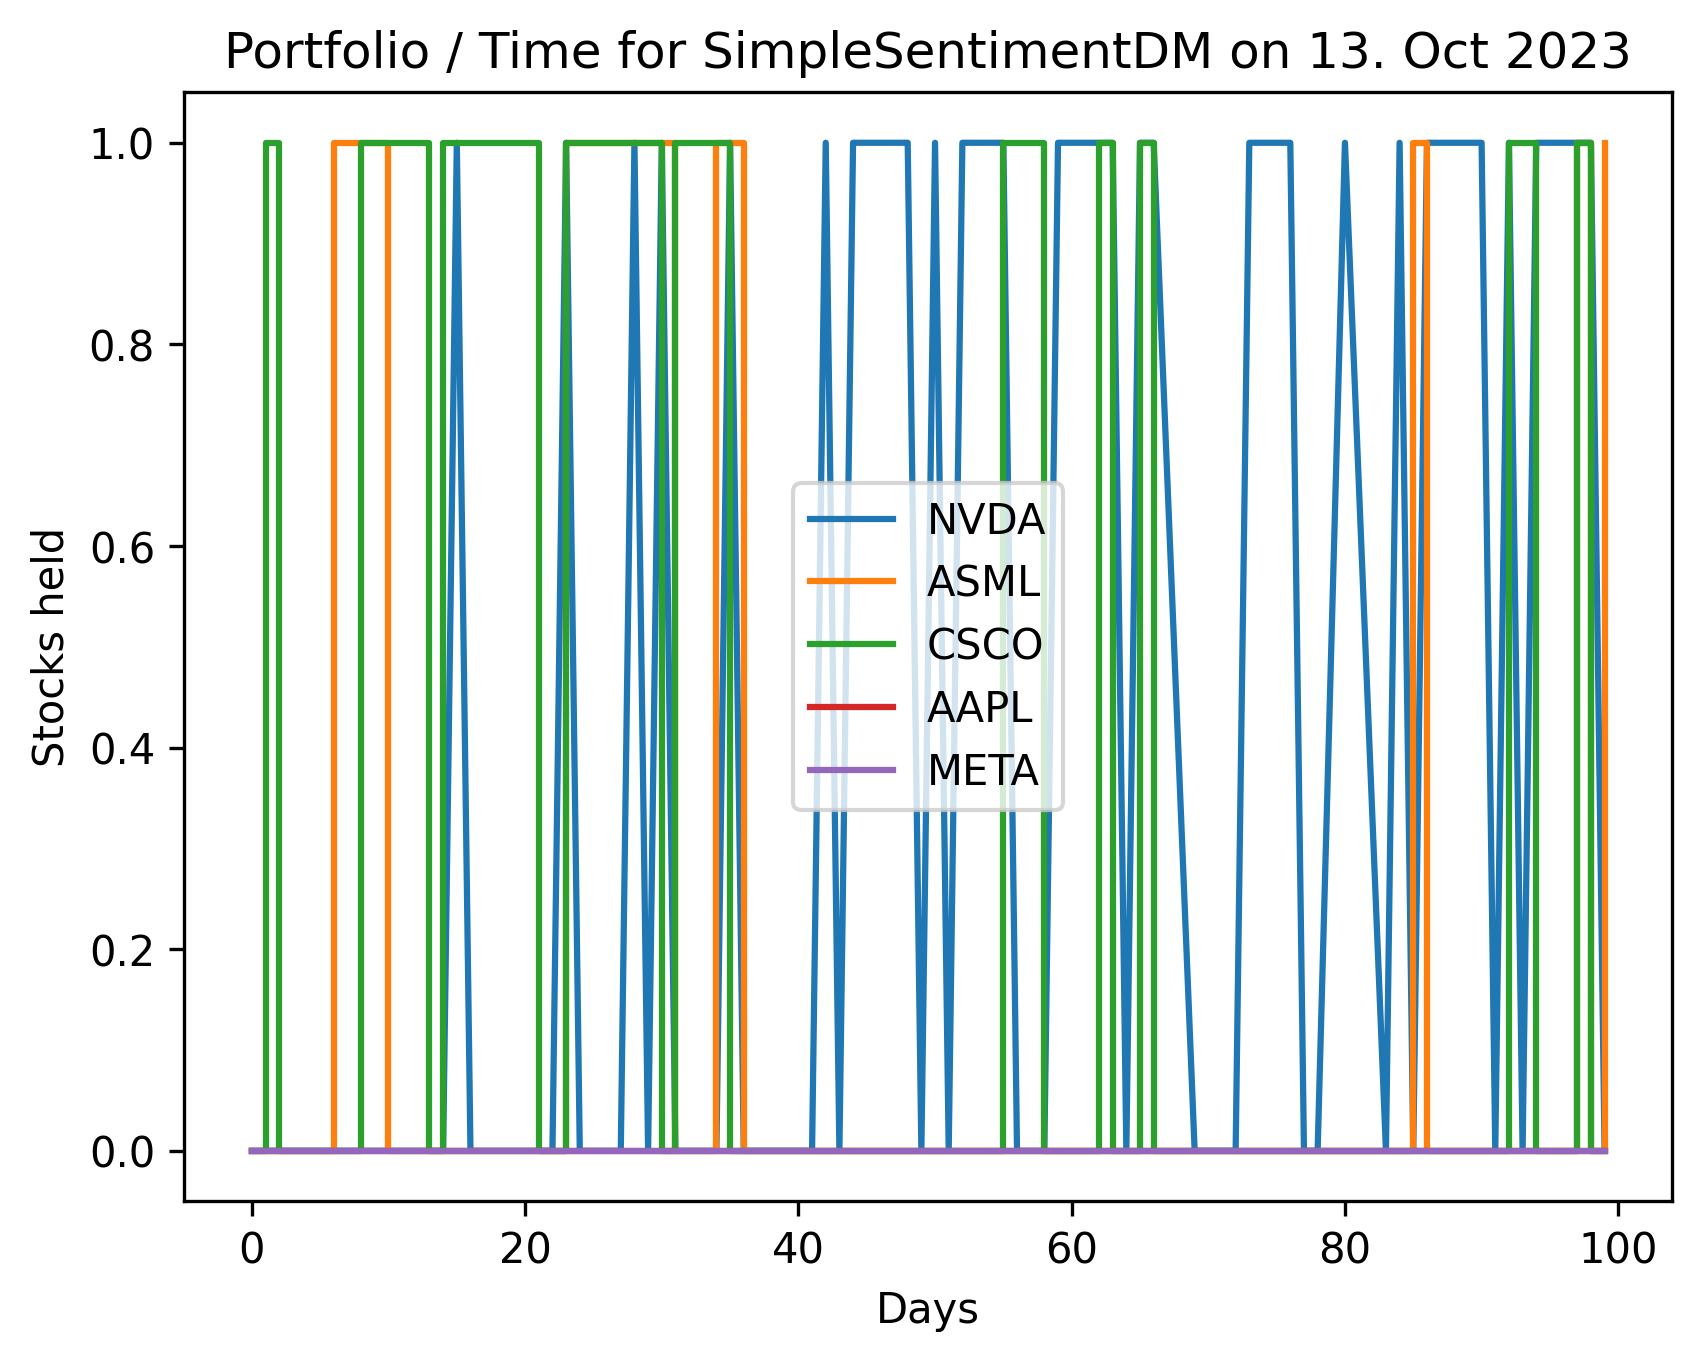 Portfolio / Time for SimpleSentimentDM on 13. Oct 2023
1.0
0.8
0.6
0.4
0.2
0.0
Stocks held
NVDA
ASML
CSCO
AAPL
META
0 20 40 60 80 100
Days